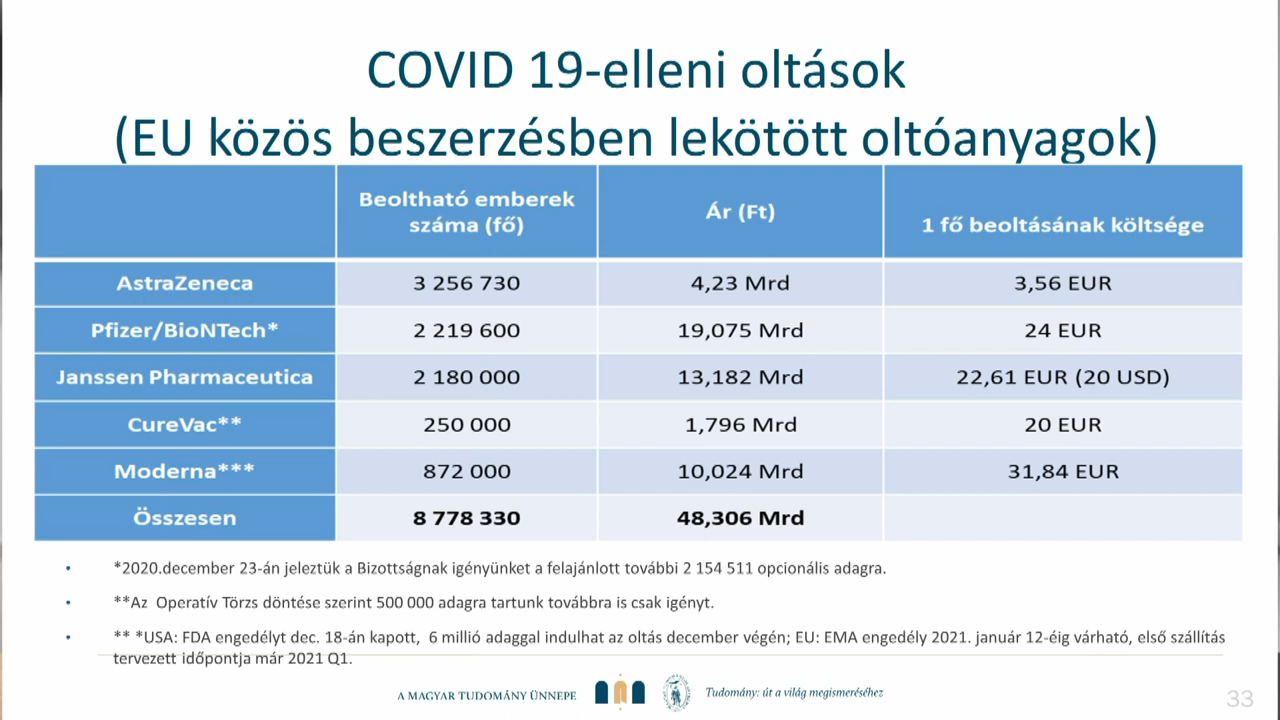 COVID 19-elleni oltások
(EU közös beszerzésben lekötött oltóanyagok)
Beoltható emberek száma (fő) Ár (Ft) 1 fő beoltásának költsége
AstraZeneca 3 256 730 4,23 Mrd 3,56 EUR
Pfizer/BioNTech* 2 219 600 19,075 Mrd 24 EUR
Janssen Pharmaceutica 2 180 000 13,182 Mrd 22,61 EUR (20 USD)
CureVac** 250 000 1,796 Mrd 20 EUR
Moderna*** 872 000 10,024 Mrd 31,84 EUR
Összesen 8 778 330 48,306 Mrd
• *2020.december 23-án jeleztük a Bizottságnak igényünket a felajánlott további 2 154 511 opcionális adagra.
• **Az Operatív Törzs döntése szerint 500 000 adagra tartunk továbbra is csak igényt.
• ** *USA: FDA engedélyt dec. 18-án kapott, 6 millió adaggal indulhat az oltás december végén; EU: EMA engedély 2021. január 12-éig várható, első szállítás
tervezett időpontja már 2021 Q1.
A MAGYAR TUDOMÁNY ÜNNEPE Tudomány: út a világ megismeréséhez
33